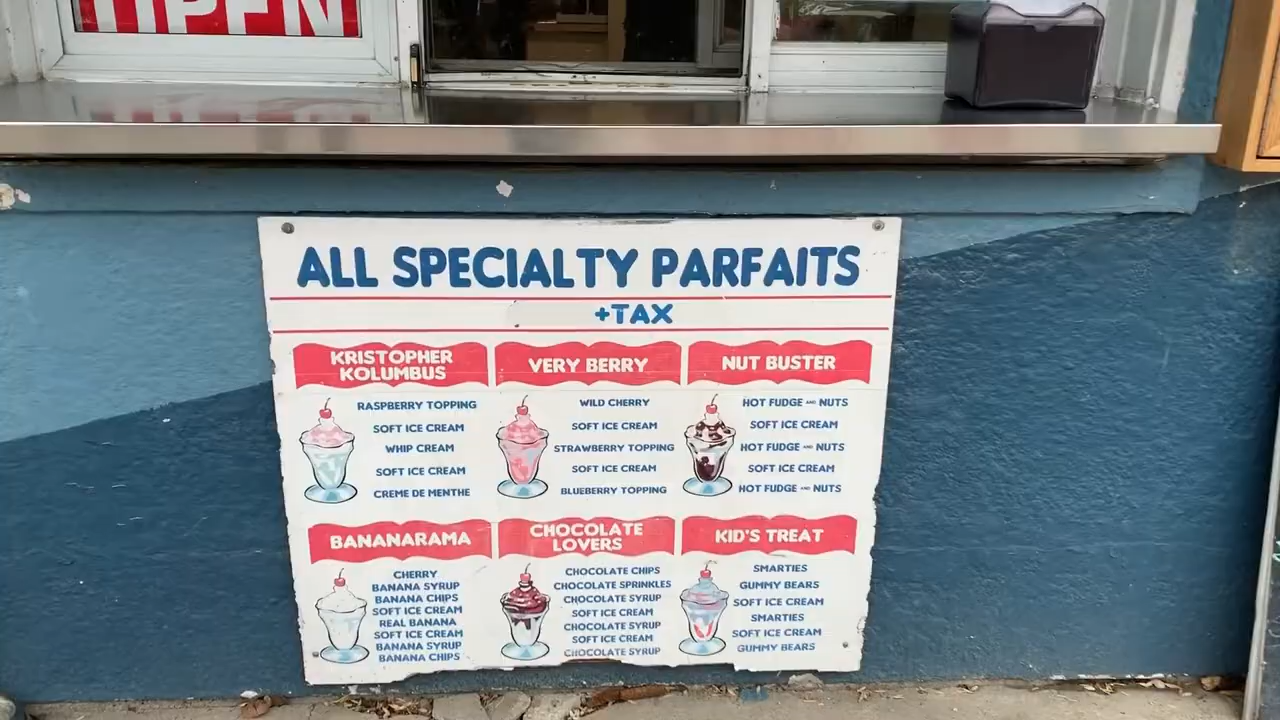 OPEN
ALL SPECIALTY PARFAITS
+TAX
KRISTOPHER
KOLUMBUS
RASPBERRY TOPPING
SOFT ICE CREAM
WHIP CREAM
SOFT ICE CREAM
CREME DE MENTHE
VERY BERRY
WILD CHERRY
SOFT ICE CREAM
STRAWBERRY TOPPING
SOFT ICE CREAM
BLUEBERRY TOPPING
NUT BUSTER
HOT FUDGE AND NUTS
SOFT ICE CREAM
HOT FUDGE AND NUTS
SOFT ICE CREAM
HOT FUDGE AND NUTS
BANANARAMA
CHERRY
BANANA SYRUP
BANANA CHIPS
SOFT ICE CREAM
REAL BANANA
SOFT ICE CREAM
BANANA SYRUP
BANANA CHIPS
CHOCOLATE
LOVERS
CHOCOLATE CHIPS
CHOCOLATE SPRINKLES
CHOCOLATE SYRUP
SOFT ICE CREAM
CHOCOLATE SYRUP
SOFT ICE CREAM
CHOCOLATE SYRUP
KID'S TREAT
SMARTIES
GUMMY BEARS
SOFT ICE CREAM
SMARTIES
SOFT ICE CREAM
GUMMY BEARS